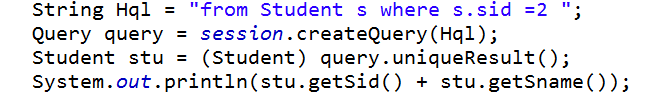 String Hql = "from Student s where s.sid =2 ";
Query query = session.createQuery(Hql);
Student stu = (Student) query.uniqueResult();
System.out.println(stu.getSid() + stu.getSname());